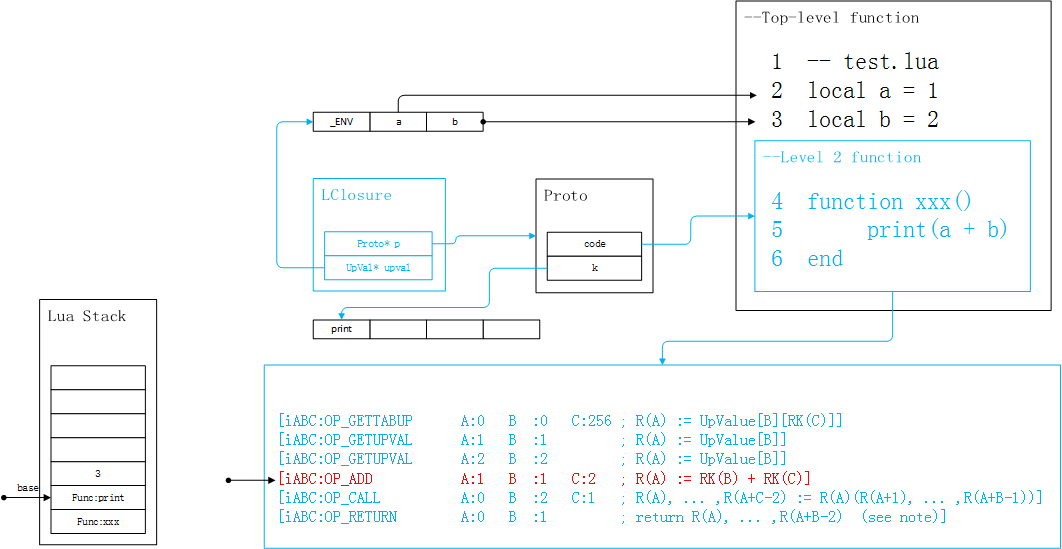 --Top-level function
1 -- test.lua
2 local a = 1
3 local b = 2
_ENV a b
--Level 2 function
4 function xxx()
5 print(a + b)
6 end
LClosure
Proto* p
UpVal* upval
Proto
code
k
print
Lua Stack
3
base
Func:print
Func:xxx
[iABC:OP_GETTABUP A:0 B :0 C:256 ; R(A) := UpValue[B][RK(C)]]
[iABC:OP_GETUPVAL A:1 B :1 ; R(A) := UpValue[B]]
[iABC:OP_GETUPVAL A:2 B :2 ; R(A) := UpValue[B]]
[iABC:OP_ADD A:1 B :1 C:2 ; R(A) := RK(B) + RK(C)]
[iABC:OP_CALL A:0 B :2 C:1 ; R(A), ... ,R(A+C-2) := R(A)(R(A+1), ... ,R(A+B-1))]
[iABC:OP_RETURN A:0 B :1 ; return R(A), ... ,R(A+B-2) (see note)]